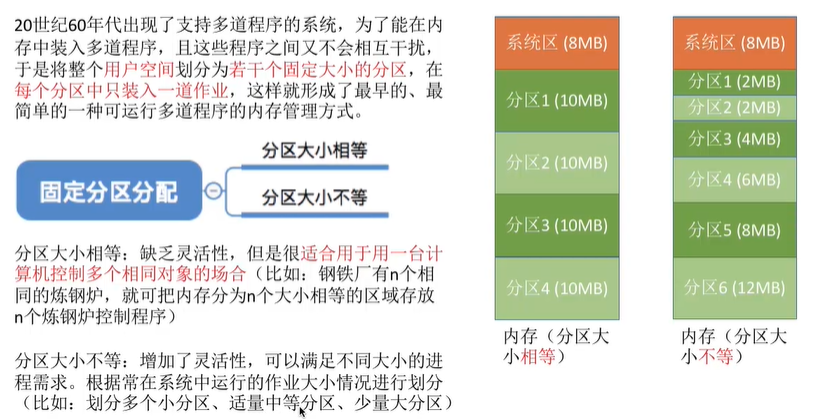 20世纪60年代出现了支持多道程序的系统，为了能在内
存中装入多道程序，且这些程序之间又不会相互干扰，
于是将整个用户空间划分为若干个固定大小的分区，在
每个分区中只装入一道作业，这样就形成了最早的、最
简单的一种可运行多道程序的内存管理方式。
固定分区分配
分区大小相等
分区大小不等
分区大小相等：缺乏灵活性，但是很适合用于用一台计
算机控制多个相同对象的场合（比如：钢铁厂有n个相
同的炼钢炉，就可把内存分为n个大小相等的区域存放
n个炼钢炉控制程序）
分区大小不等：增加了灵活性，可以满足不同大小的进
程需求。根据常在系统中运行的作业大小情况进行划分
（比如：划分多个小分区、适量中等分区、少量大分区）
系统区 (8MB)
分区1 (10MB)
分区2 (10MB)
分区3 (10MB)
分区4 (10MB)
内存（分区大
小相等）
系统区 (8MB)
分区1 (2MB)
分区2 (2MB)
分区3 (4MB)
分区4 (6MB)
分区5 (8MB)
分区6 (12MB)
内存（分区大
小不等）